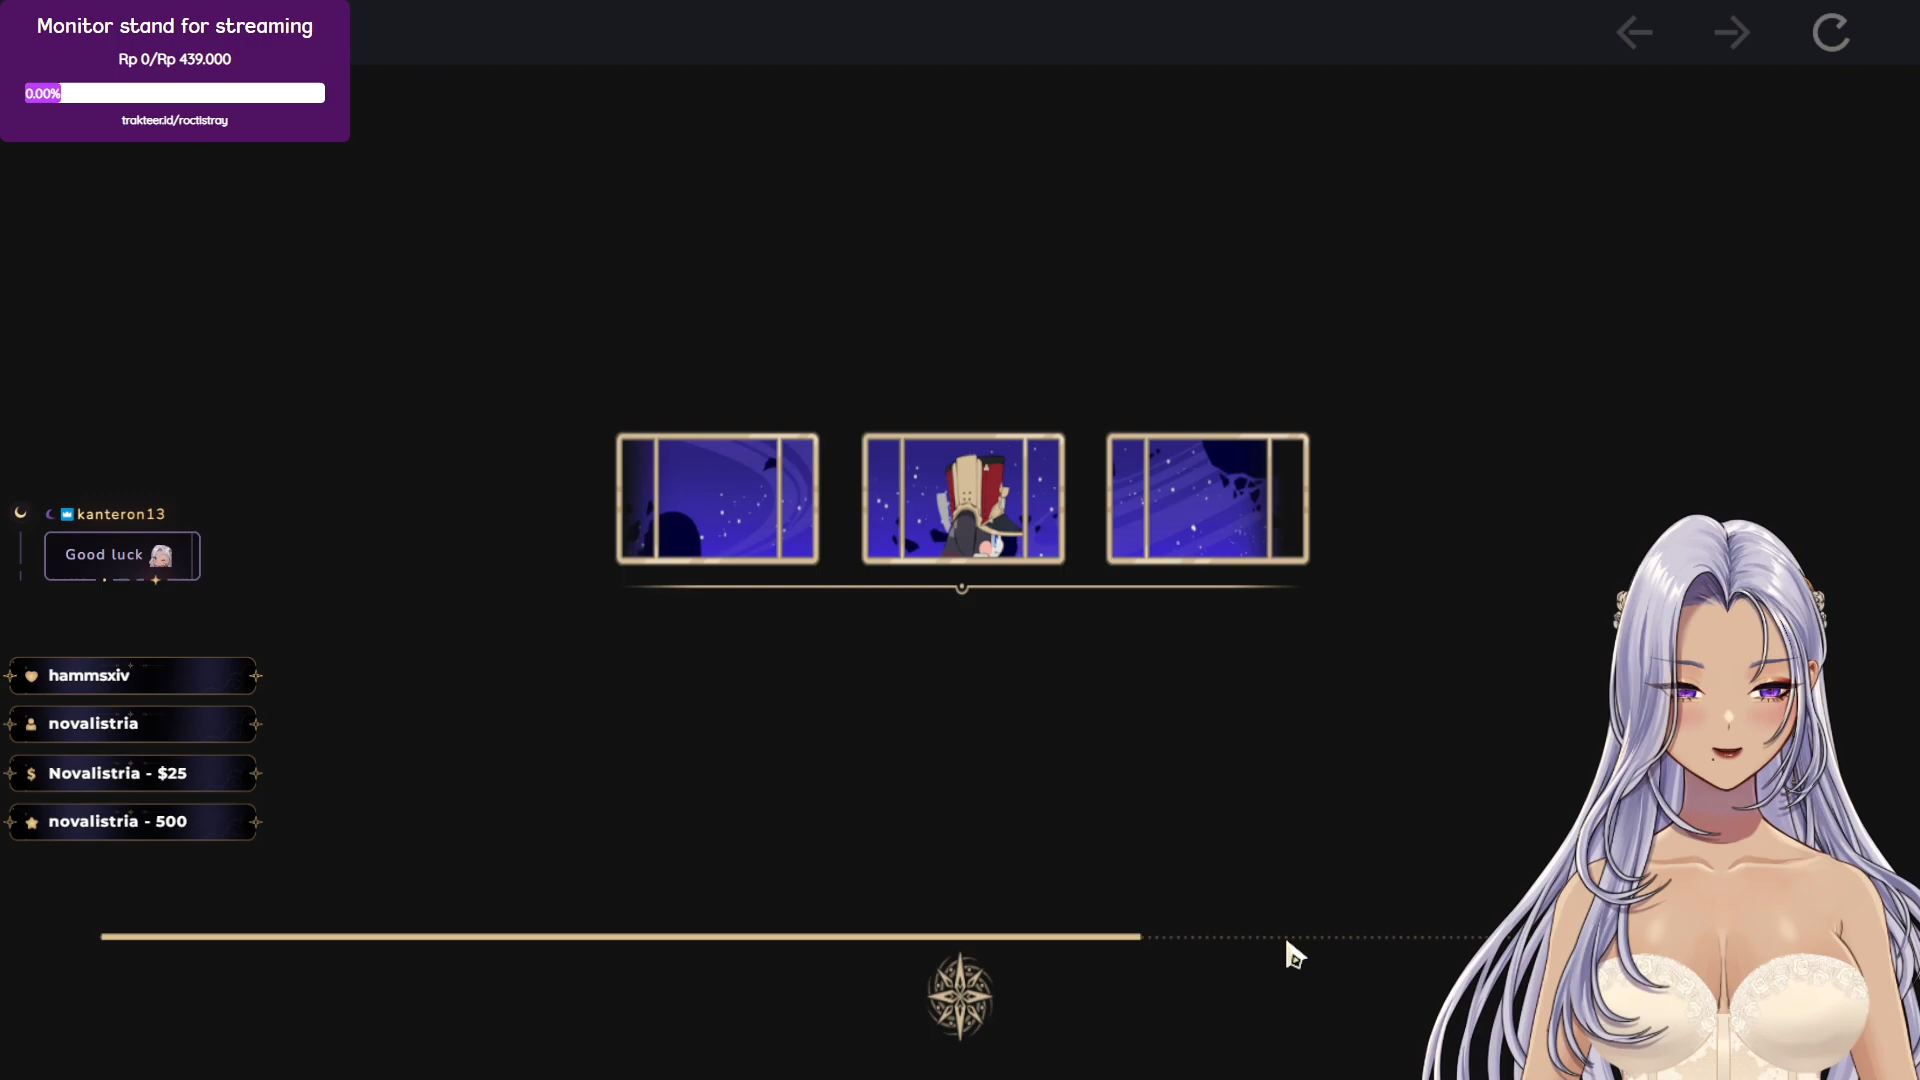 Monitor stand for streaming
Rp 0/Rp 439.000
0.00%
trakteer.id/roctistray
kanteron13
Good luck
hammsxiv
novalistria
Novalistria - $25
novalistria - 500